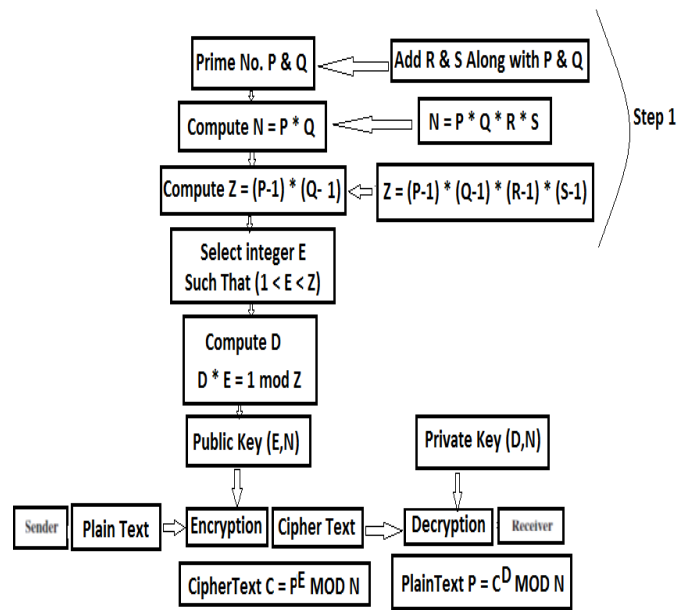 Prime No. P & Q
Add R & S Along with P & Q
Compute N = P * Q
N = P * Q * R * S
Step 1
Compute Z = (P-1) * (Q- 1)
Z = (P-1) * (Q-1) * (R-1) * (S-1)
Select integer E
Such That (1 < E < Z)
Compute D
D * E = 1 mod Z
Public Key (E,N)
Private Key (D,N)
Sender
Plain Text
Encryption
Cipher Text
Decryption
Receiver
CipherText C = P^E MOD N
PlainText P = C^D MOD N